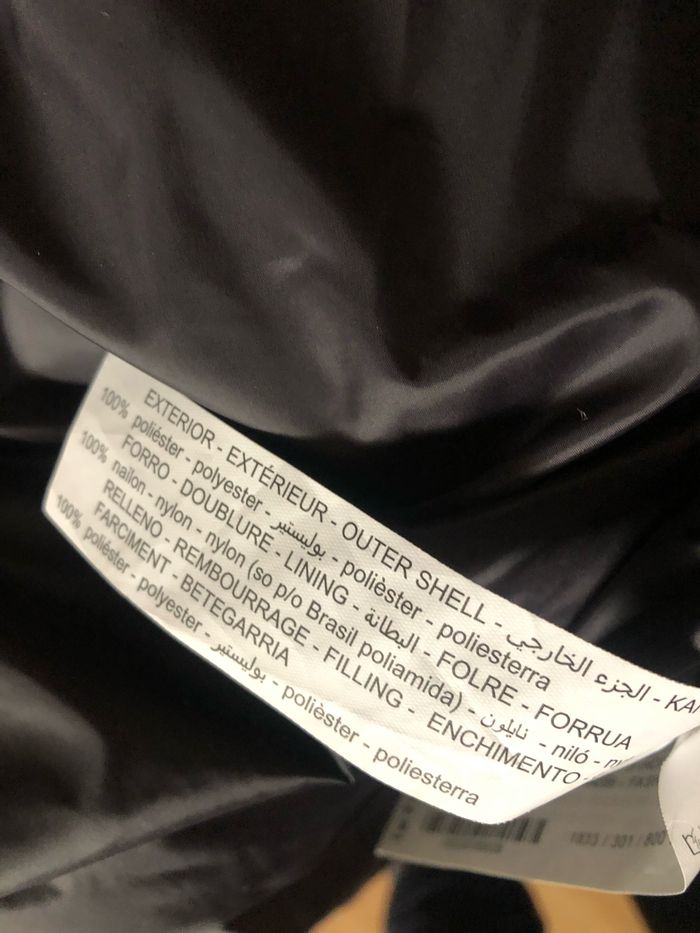 EXTERIOR - EXTÉRIEUR - OUTER SHELL - الجزء الخارجي -
100% poliéster - polyester - بوليستير - polièster - poliesterra
FORRO - DOUBLURE - LINING - البطانة - FOLRE - FORRUA
100% nailon - nylon - nylon (so p/o Brasil poliamida) - نايلون - niló -
RELLENO - REMBOURRAGE - FILLING - ENCHIMENTO -
FARCIMENT - BETEGARRIA
100% poliéster - polyester - بوليستير - polièster - poliesterra
1833 / 301 / 800